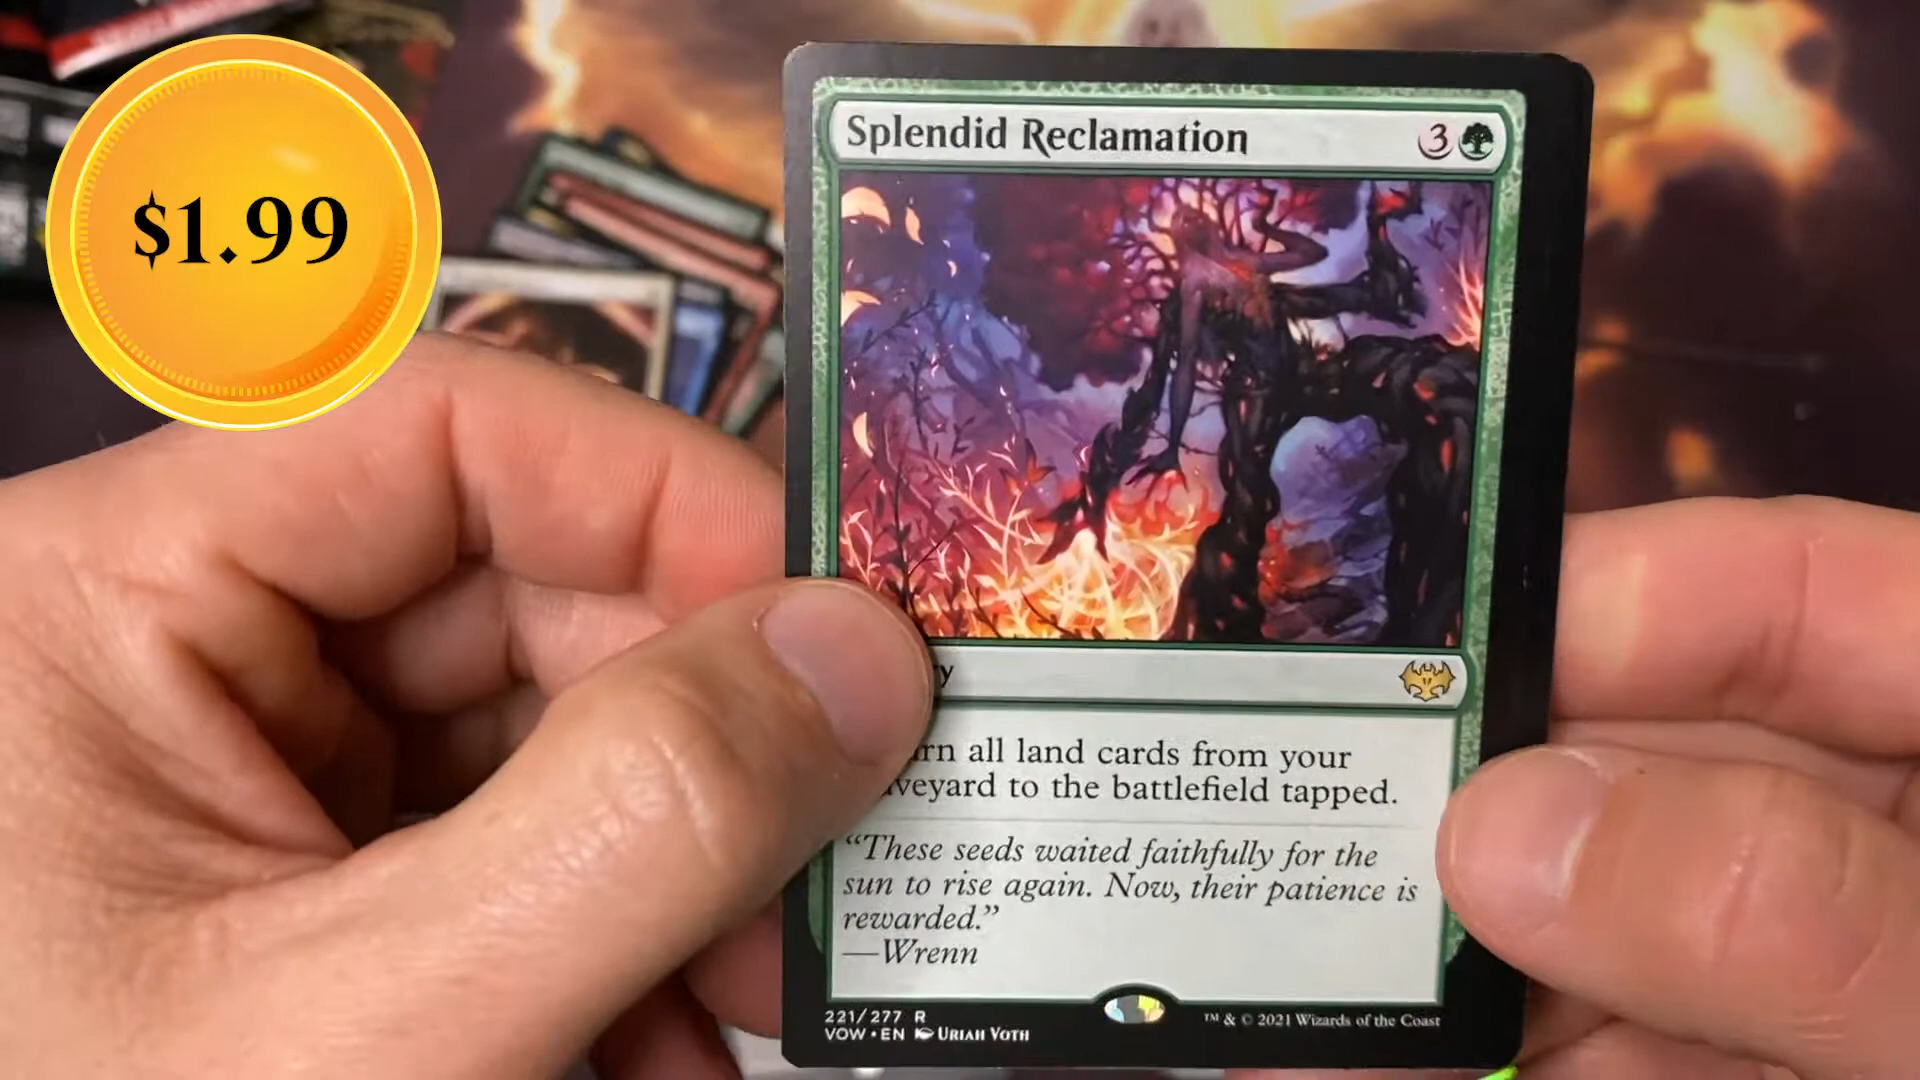 $1.99
Splendid Reclamation
3
rn all land cards from your
veyard to the battlefield tapped.
“These seeds waited faithfully for the
sun to rise again. Now, their patience is
rewarded.”
—Wrenn
221/277 R
VOW • EN Uriah Voth
™ & © 2021 Wizards of the Coast